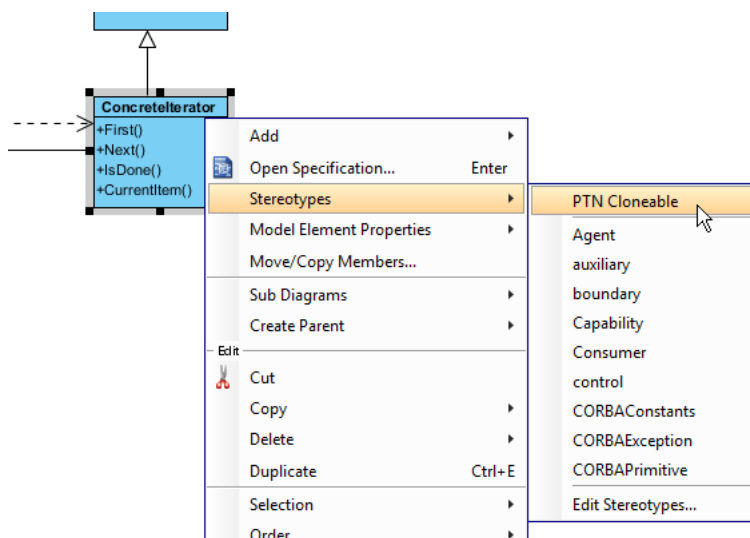 ConcreteIterator
+First()
+Next()
+IsDone()
+CurrentItem()
Add
Open Specification... Enter
Stereotypes
Model Element Properties
Move/Copy Members...
Sub Diagrams
Create Parent
Edit
Cut
Copy
Delete
Duplicate Ctrl+E
Selection
Order
PTN Cloneable
Agent
auxiliary
boundary
Capability
Consumer
control
CORBAConstants
CORBAException
CORBAPrimitive
Edit Stereotypes...